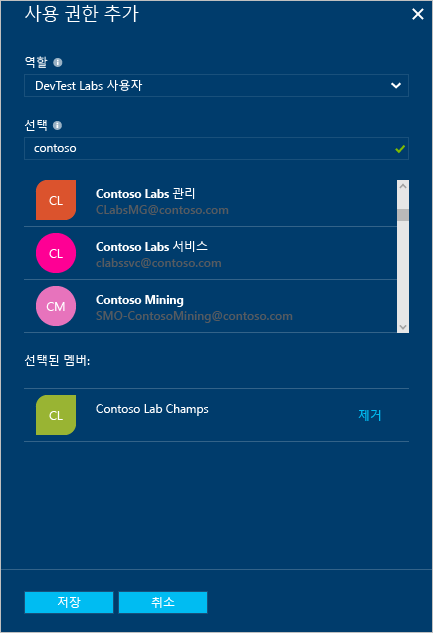 사용 권한 추가
역할
DevTest Labs 사용자
선택
contoso
CL
Contoso Labs 관리
CLabsMG@contoso.com
CL
Contoso Labs 서비스
clabssvc@contoso.com
CM
Contoso Mining
SMO-ContosoMining@contoso.com
선택된 멤버:
CL
Contoso Lab Champs
제거
저장 취소